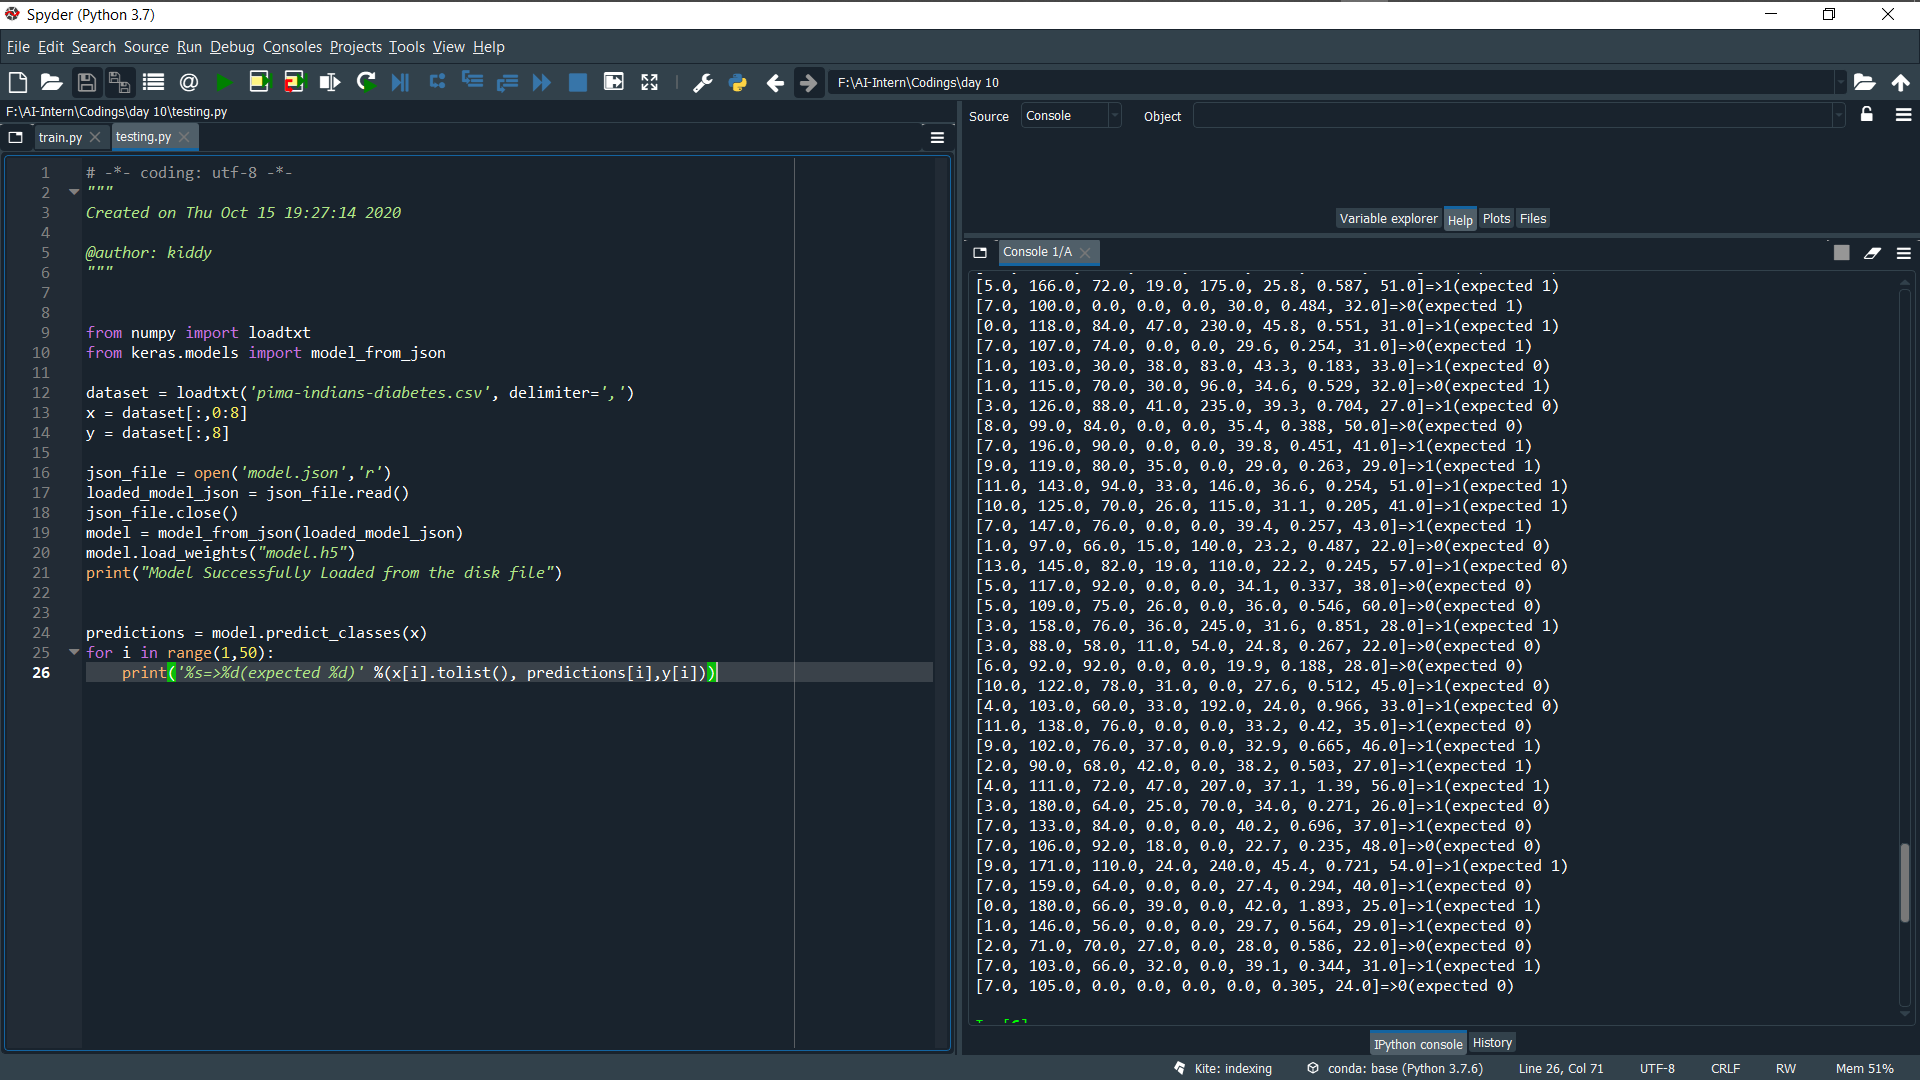 Spyder (Python 3.7)
File Edit Search Source Run Debug Consoles Projects Tools View Help
F:\AI-Intern\Codings\day 10
F:\AI-Intern\Codings\day 10\testing.py
train.py
testing.py
1 # -*- coding: utf-8 -*-
2 """
3 Created on Thu Oct 15 19:27:14 2020
4
5 @author: kiddy
6 """
7
8
9 from numpy import loadtxt
10 from keras.models import model_from_json
11
12 dataset = loadtxt('pima-indians-diabetes.csv', delimiter=',')
13 x = dataset[:,0:8]
14 y = dataset[:,8]
15
16 json_file = open('model.json','r')
17 loaded_model_json = json_file.read()
18 json_file.close()
19 model = model_from_json(loaded_model_json)
20 model.load_weights("model.h5")
21 print("Model Successfully Loaded from the disk file")
22
23
24 predictions = model.predict_classes(x)
25 for i in range(1,50):
26 print('%s=>%d(expected %d)' %(x[i].tolist(), predictions[i],y[i]))
Source Console Object
Variable explorer Help Plots Files
Console 1/A
[5.0, 166.0, 72.0, 19.0, 175.0, 25.8, 0.587, 51.0]=>1(expected 1)
[7.0, 100.0, 0.0, 0.0, 0.0, 30.0, 0.484, 32.0]=>0(expected 1)
[0.0, 118.0, 84.0, 47.0, 230.0, 45.8, 0.551, 31.0]=>1(expected 1)
[7.0, 107.0, 74.0, 0.0, 0.0, 29.6, 0.254, 31.0]=>0(expected 1)
[1.0, 103.0, 30.0, 38.0, 83.0, 43.3, 0.183, 33.0]=>1(expected 0)
[1.0, 115.0, 70.0, 30.0, 96.0, 34.6, 0.529, 32.0]=>0(expected 1)
[3.0, 126.0, 88.0, 41.0, 235.0, 39.3, 0.704, 27.0]=>1(expected 0)
[8.0, 99.0, 84.0, 0.0, 0.0, 35.4, 0.388, 50.0]=>0(expected 0)
[7.0, 196.0, 90.0, 0.0, 0.0, 39.8, 0.451, 41.0]=>1(expected 1)
[9.0, 119.0, 80.0, 35.0, 0.0, 29.0, 0.263, 29.0]=>1(expected 1)
[11.0, 143.0, 94.0, 33.0, 146.0, 36.6, 0.254, 51.0]=>1(expected 1)
[10.0, 125.0, 70.0, 26.0, 115.0, 31.1, 0.205, 41.0]=>1(expected 1)
[7.0, 147.0, 76.0, 0.0, 0.0, 39.4, 0.257, 43.0]=>1(expected 1)
[1.0, 97.0, 66.0, 15.0, 140.0, 23.2, 0.487, 22.0]=>0(expected 0)
[13.0, 145.0, 82.0, 19.0, 110.0, 22.2, 0.245, 57.0]=>1(expected 0)
[5.0, 117.0, 92.0, 0.0, 0.0, 34.1, 0.337, 38.0]=>0(expected 0)
[5.0, 109.0, 75.0, 26.0, 0.0, 36.0, 0.546, 60.0]=>0(expected 0)
[3.0, 158.0, 76.0, 36.0, 245.0, 31.6, 0.851, 28.0]=>1(expected 1)
[3.0, 88.0, 58.0, 11.0, 54.0, 24.8, 0.267, 22.0]=>0(expected 0)
[6.0, 92.0, 92.0, 0.0, 0.0, 19.9, 0.188, 28.0]=>0(expected 0)
[10.0, 122.0, 78.0, 31.0, 0.0, 27.6, 0.512, 45.0]=>1(expected 0)
[4.0, 103.0, 60.0, 33.0, 192.0, 24.0, 0.966, 33.0]=>1(expected 0)
[11.0, 138.0, 76.0, 0.0, 0.0, 33.2, 0.42, 35.0]=>1(expected 0)
[9.0, 102.0, 76.0, 37.0, 0.0, 32.9, 0.665, 46.0]=>1(expected 1)
[2.0, 90.0, 68.0, 42.0, 0.0, 38.2, 0.503, 27.0]=>1(expected 1)
[4.0, 111.0, 72.0, 47.0, 207.0, 37.1, 1.39, 56.0]=>1(expected 1)
[3.0, 180.0, 64.0, 25.0, 70.0, 34.0, 0.271, 26.0]=>1(expected 0)
[7.0, 133.0, 84.0, 0.0, 0.0, 40.2, 0.696, 37.0]=>1(expected 0)
[7.0, 106.0, 92.0, 18.0, 0.0, 22.7, 0.235, 48.0]=>0(expected 0)
[9.0, 171.0, 110.0, 24.0, 240.0, 45.4, 0.721, 54.0]=>1(expected 1)
[7.0, 159.0, 64.0, 0.0, 0.0, 27.4, 0.294, 40.0]=>1(expected 0)
[0.0, 180.0, 66.0, 39.0, 0.0, 42.0, 1.893, 25.0]=>1(expected 1)
[1.0, 146.0, 56.0, 0.0, 0.0, 29.7, 0.564, 29.0]=>1(expected 0)
[2.0, 71.0, 70.0, 27.0, 0.0, 28.0, 0.586, 22.0]=>0(expected 0)
[7.0, 103.0, 66.0, 32.0, 0.0, 39.1, 0.344, 31.0]=>1(expected 1)
[7.0, 105.0, 0.0, 0.0, 0.0, 0.0, 0.305, 24.0]=>0(expected 0)
IPython console History
Kite: indexing conda: base (Python 3.7.6) Line 26, Col 71 UTF-8 CRLF RW Mem 51%